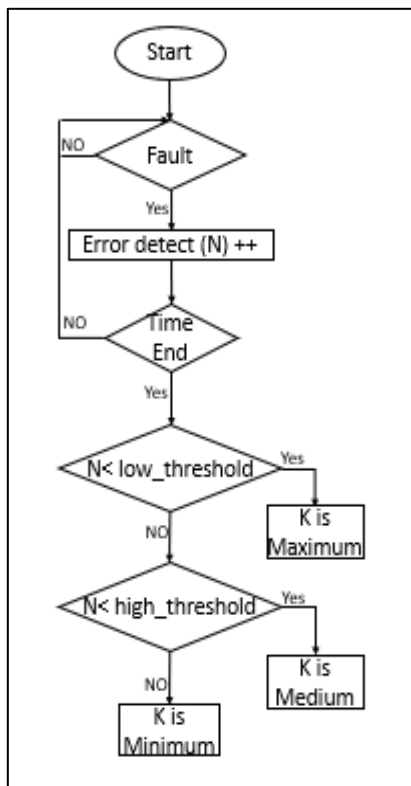 Start
NO
Fault
Yes
Error detect (N) ++
NO
Time
End
Yes
N< low_threshold
Yes
NO
K is
Maximum
N< high_threshold
Yes
NO
K is
Medium
K is
Minimum